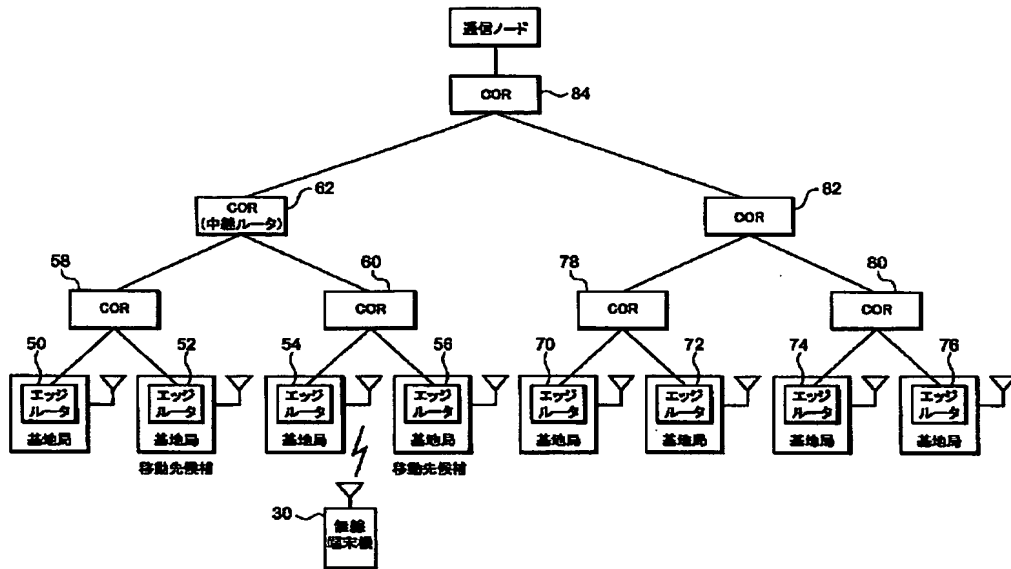 通信ノード
COR
84
62
COR
(中継ルータ)
82
COR
58
COR
60
COR
78
COR
80
COR
50
エッジ
ルータ
基地局
52
エッジ
ルータ
基地局
移動先候補
54
エッジ
ルータ
基地局
56
エッジ
ルータ
基地局
移動先候補
70
エッジ
ルータ
基地局
72
エッジ
ルータ
基地局
74
エッジ
ルータ
基地局
76
エッジ
ルータ
基地局
30
無線
端末機